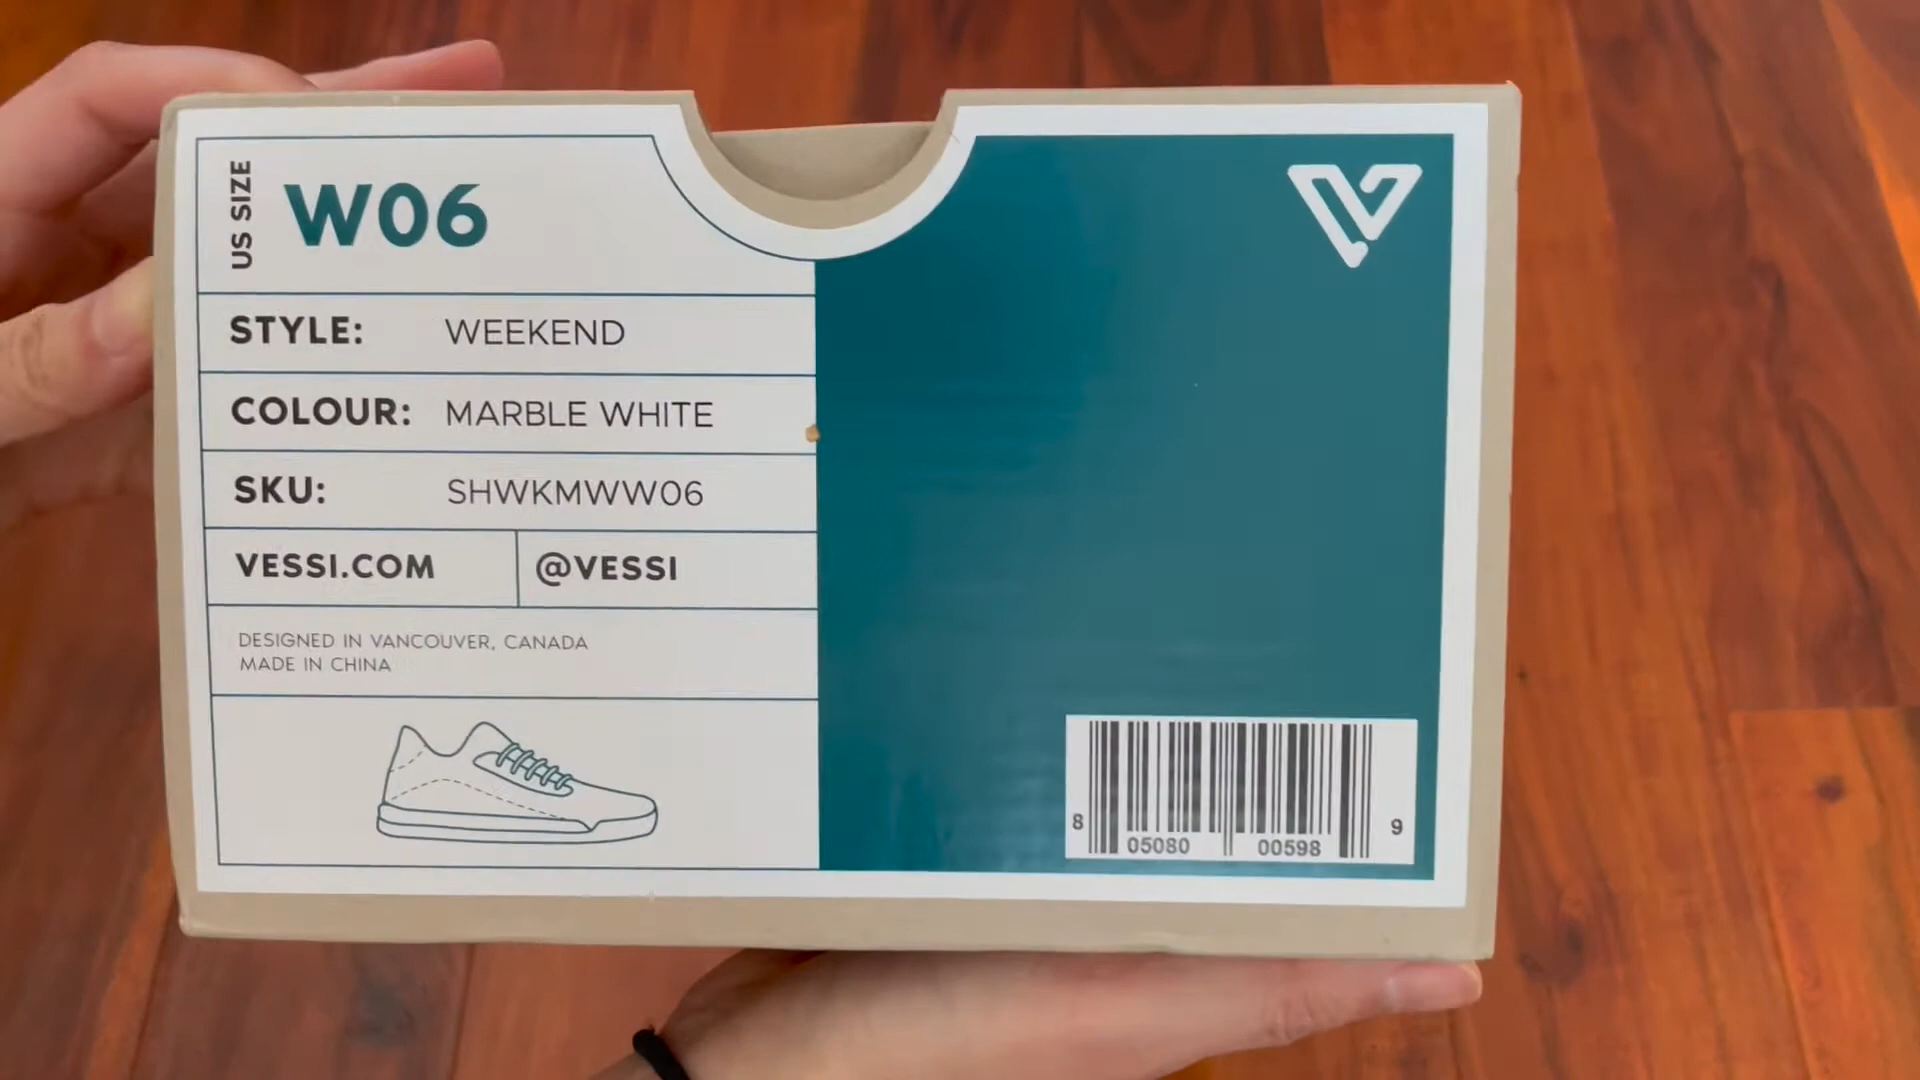 US SIZE W06
STYLE: WEEKEND
COLOUR: MARBLE WHITE
SKU: SHWKMWW06
VESSI.COM @VESSI
DESIGNED IN VANCOUVER, CANADA
MADE IN CHINA
8 05080 00598 9